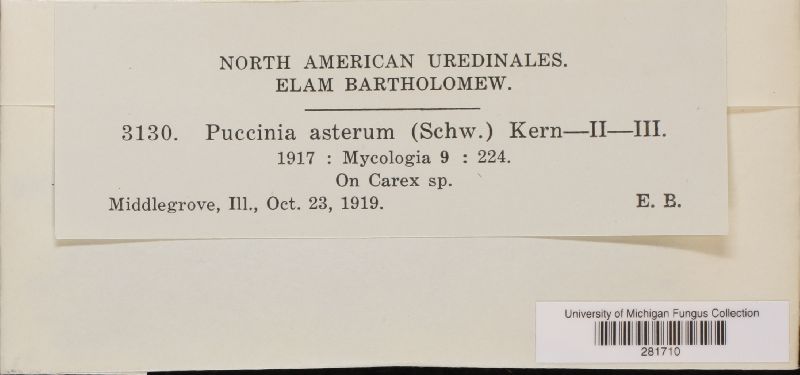 NORTH AMERICAN UREDINALES.
ELAM BARTHOLOMEW.
3130. Puccinia asterum (Schw.) Kern—II—III.
1917 : Mycologia 9 : 224.
On Carex sp.
Middlegrove, Ill., Oct. 23, 1919. E. B.
University of Michigan Fungus Collection
281710